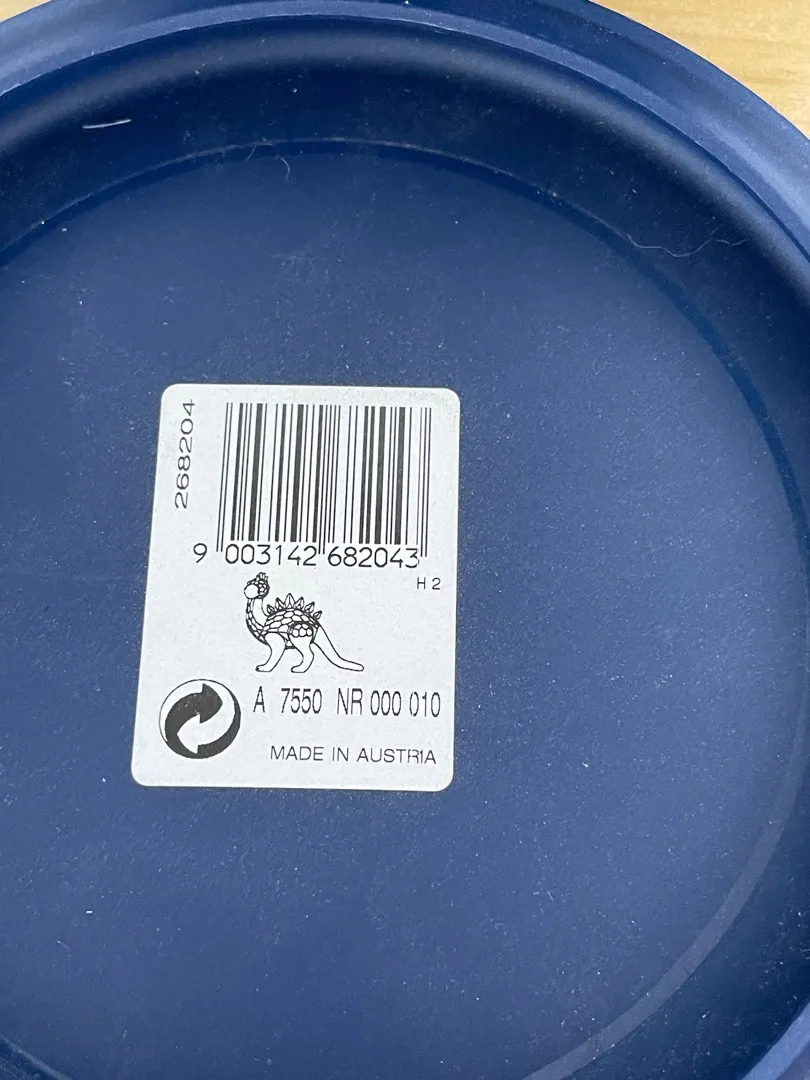 268204
9 003142 682043
H 2
A 7550 NR 000 010
MADE IN AUSTRIA